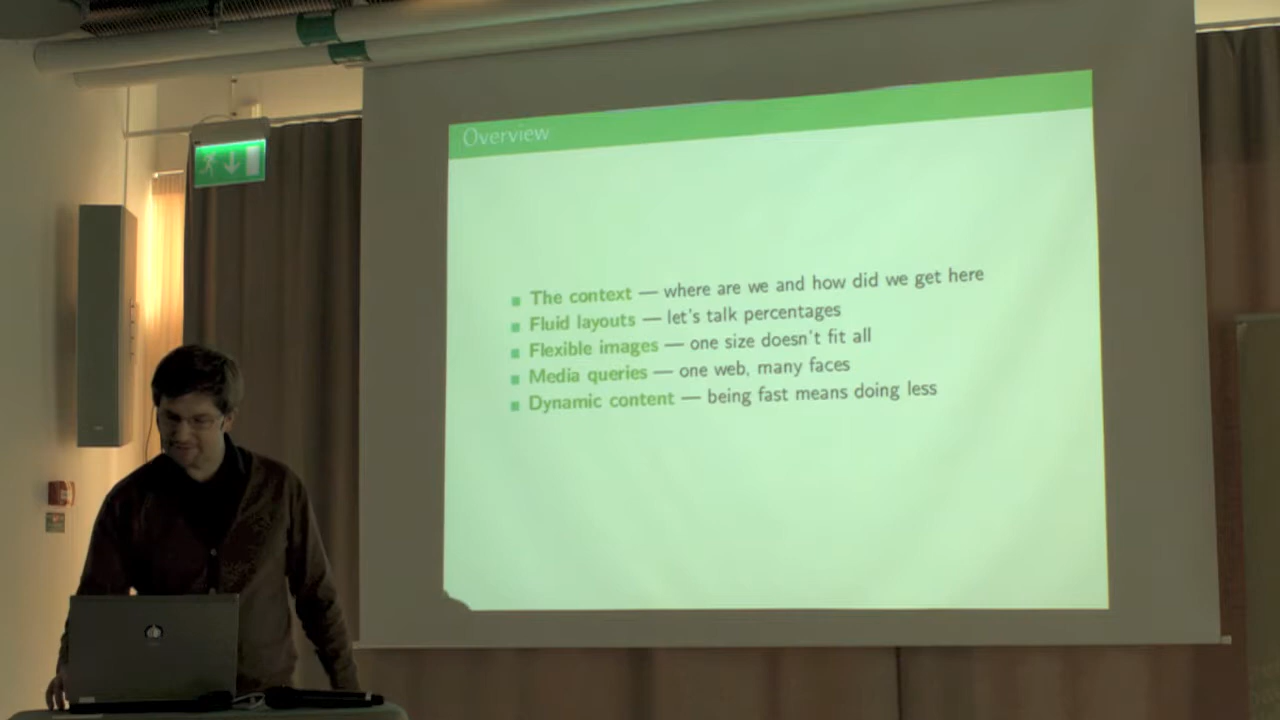 Overview
The context — where are we and how did we get here
Fluid layouts — let's talk percentages
Flexible images — one size doesn't fit all
Media queries — one web, many faces
Dynamic content — being fast means doing less